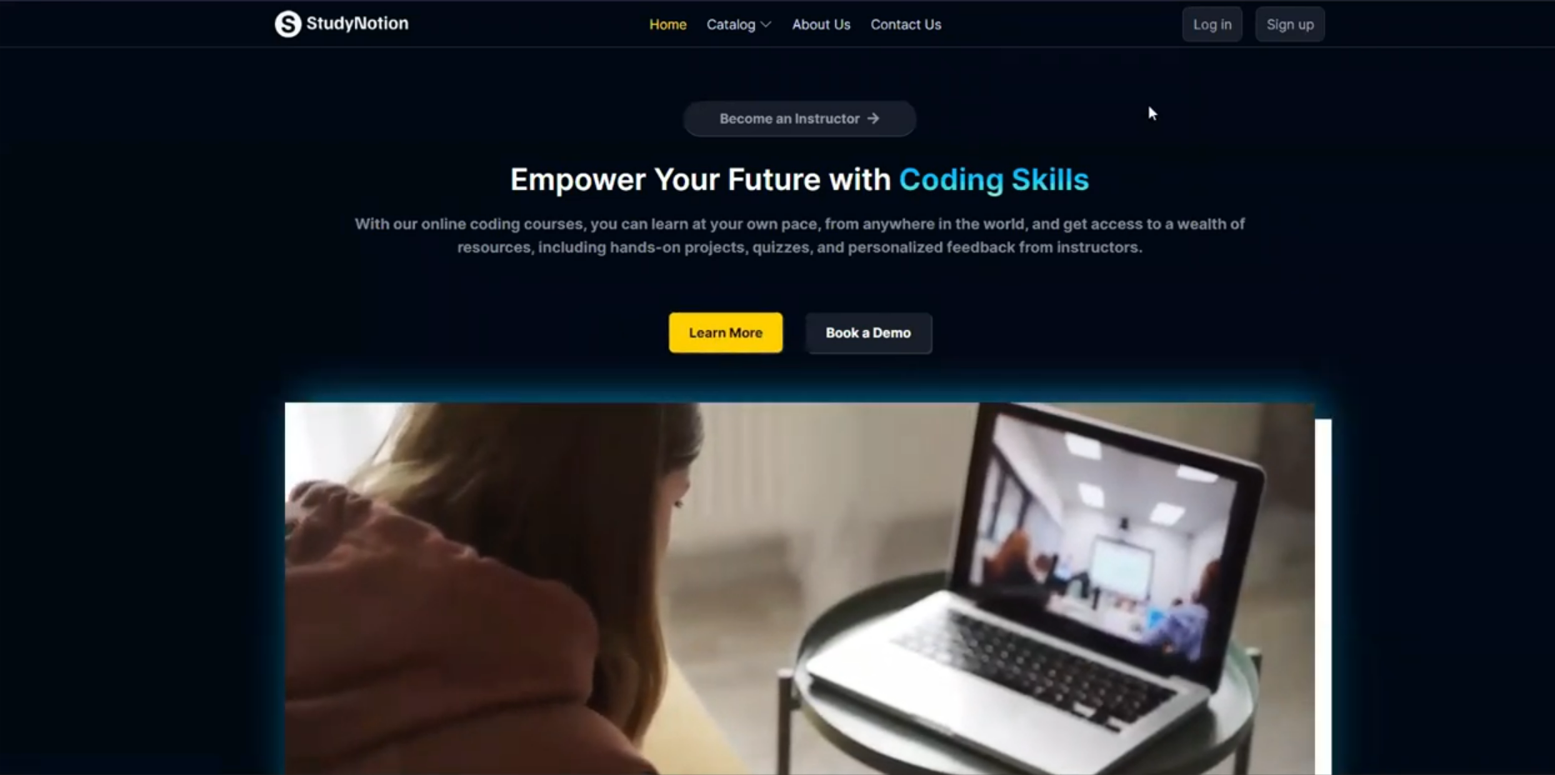 S StudyNotion
Home Catalog About Us Contact Us
Log in Sign up
Become an Instructor →
Empower Your Future with Coding Skills
With our online coding courses, you can learn at your own pace, from anywhere in the world, and get access to a wealth of
resources, including hands-on projects, quizzes, and personalized feedback from instructors.
Learn More Book a Demo